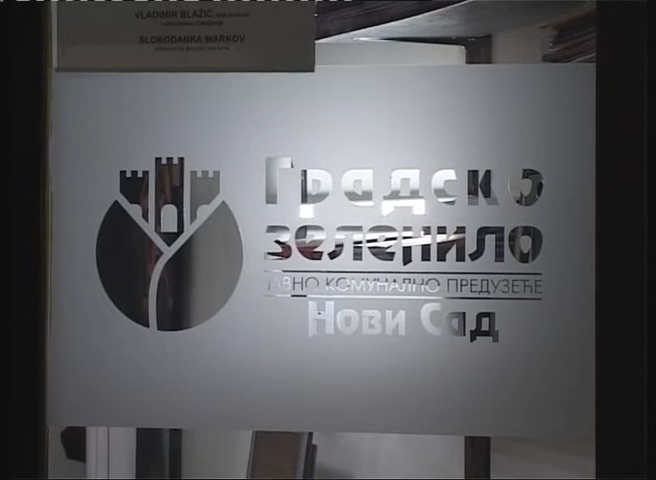 VLADIMIR BLAŽIĆ
SLOBODANKA MARKOV
Градско
зеленило
ЈАВНО КОМУНАЛНО ПРЕДУЗЕЋЕ
Нови Сад